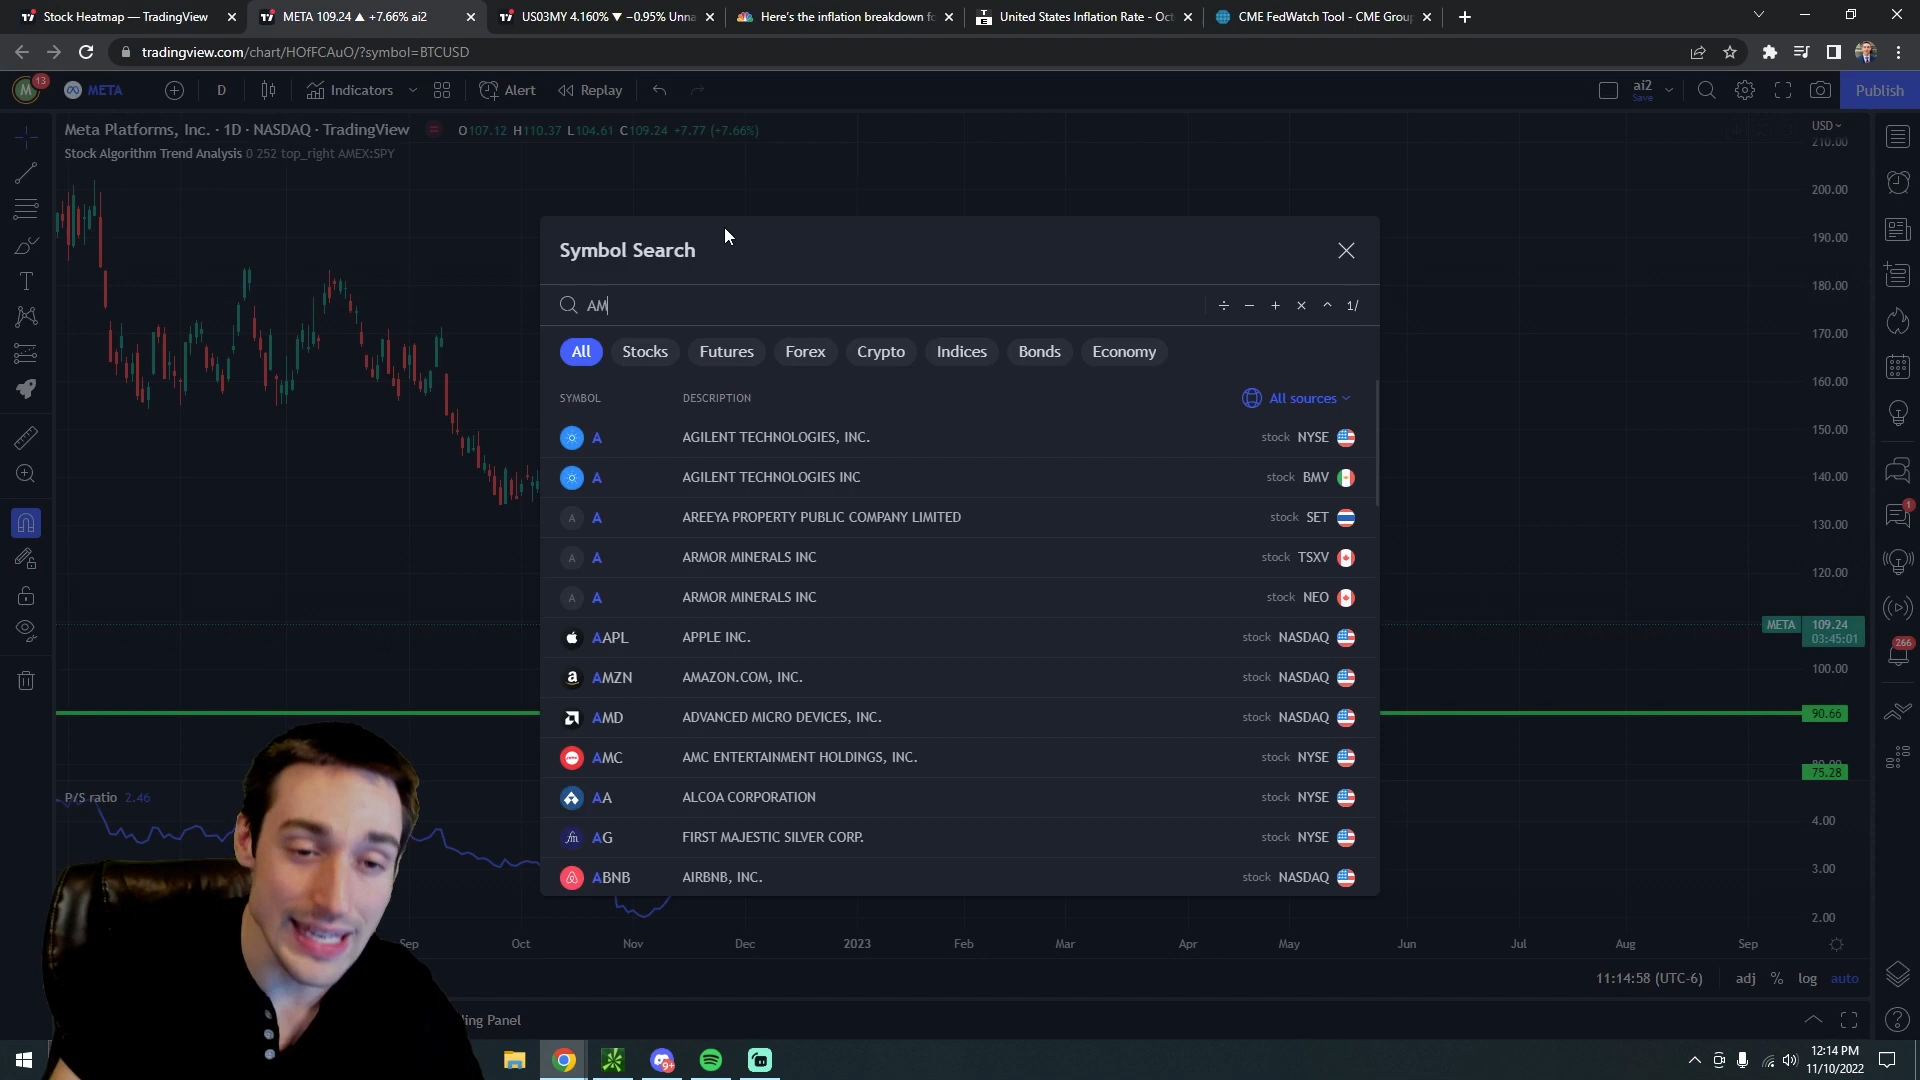 Stock Heatmap — TradingView
META 109.24 ▲ +7.66% ai2
US03MY 4.160% ▼ −0.95% Unna
Here's the inflation breakdown fo
United States Inflation Rate - Oct
CME FedWatch Tool - CME Group
tradingview.com/chart/HOfFCAuO/?symbol=BTCUSD
M 13 META D Indicators Alert Replay ai2 Save Publish
Meta Platforms, Inc. · 1D · NASDAQ · TradingView O107.12 H110.37 L104.61 C109.24 +7.77 (+7.66%)
Stock Algorithm Trend Analysis 0 252 top_right AMEX:SPY
USD
210.00
200.00
190.00
180.00
170.00
160.00
150.00
140.00
130.00
120.00
META 109.24
03:45:01
100.00
90.66
75.28
4.00
3.00
2.00
Symbol Search
AM ÷ − + × ^ 1/
All Stocks Futures Forex Crypto Indices Bonds Economy
SYMBOL DESCRIPTION All sources
A AGILENT TECHNOLOGIES, INC. stock NYSE
A AGILENT TECHNOLOGIES INC stock BMV
A A AREEYA PROPERTY PUBLIC COMPANY LIMITED stock SET
A A ARMOR MINERALS INC stock TSXV
A A ARMOR MINERALS INC stock NEO
AAPL APPLE INC. stock NASDAQ
a AMZN AMAZON.COM, INC. stock NASDAQ
AMD ADVANCED MICRO DEVICES, INC. stock NASDAQ
AMC ENTERTAINMENT HOLDINGS, INC. stock NYSE
AMC
AA ALCOA CORPORATION stock NYSE
fm AG FIRST MAJESTIC SILVER CORP. stock NYSE
ABNB AIRBNB, INC. stock NASDAQ
P/S ratio 2.46
Sep Oct Nov Dec 2023 Feb Mar Apr May Jun Jul Aug Sep
11:14:58 (UTC-6) adj % log auto
ing Panel
1
266
9+
12:14 PM
11/10/2022